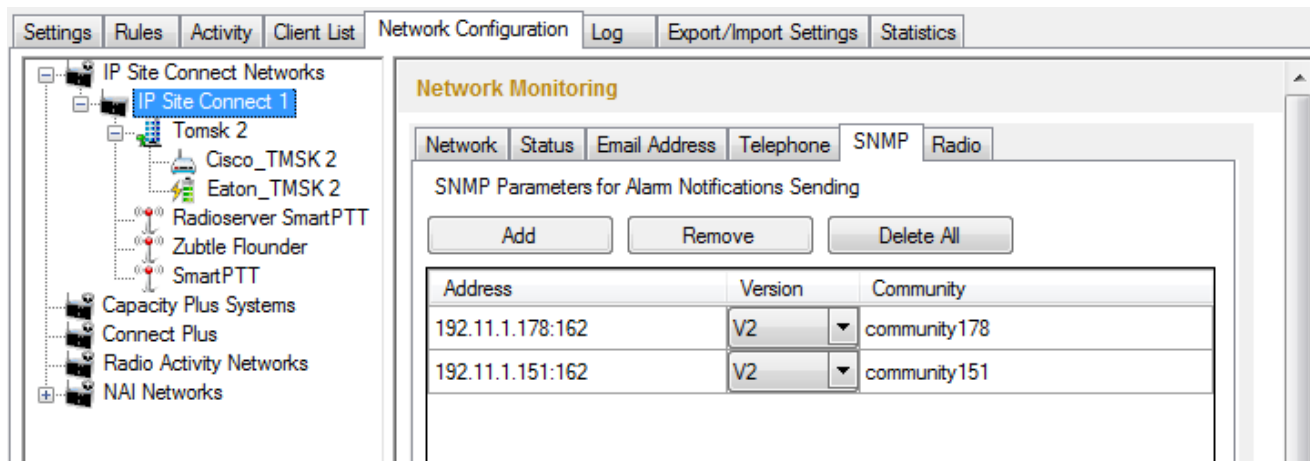 Settings Rules Activity Client List Network Configuration Log Export/Import Settings Statistics
IP Site Connect Networks
IP Site Connect 1
Tomsk 2
Cisco_TMSK 2
Eaton_TMSK 2
Radioserver SmartPTT
Zubtle Flounder
SmartPTT
Capacity Plus Systems
Connect Plus
Radio Activity Networks
NAI Networks
Network Monitoring
Network Status Email Address Telephone SNMP Radio
SNMP Parameters for Alarm Notifications Sending
Add Remove Delete All
Address Version Community
192.11.1.178:162 V2 community178
192.11.1.151:162 V2 community151